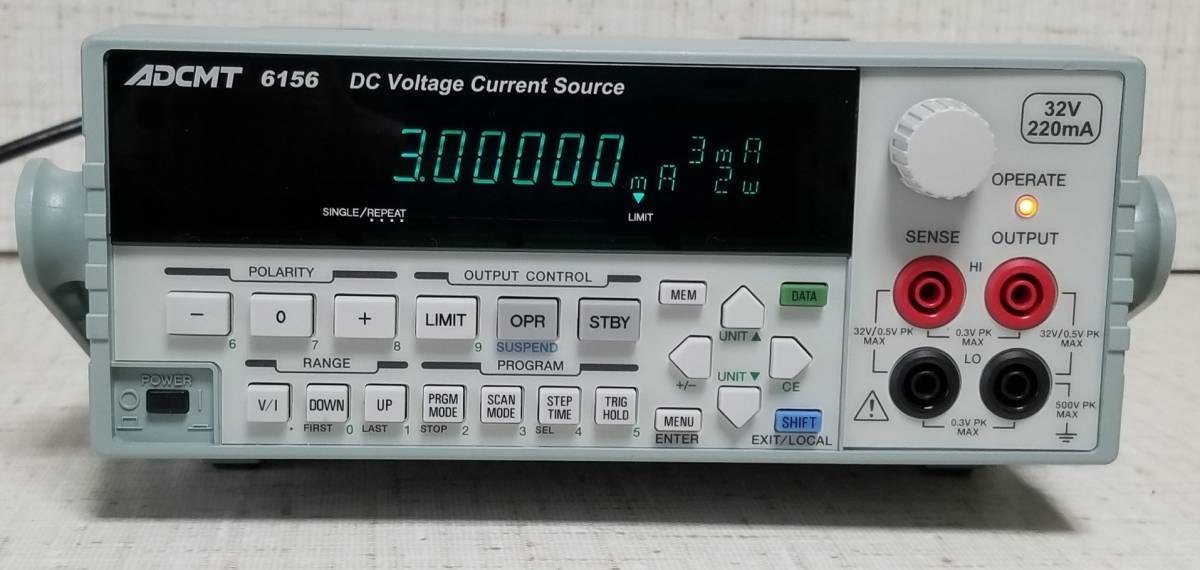 ADCMT 6156 DC Voltage Current Source
3.00000 mA
3mA
2w
SINGLE/REPEAT
LIMIT
32V
220mA
OPERATE
SENSE OUTPUT
HI
32V/0.5V PK
MAX
0.3V PK
MAX
32V/0.5V PK
MAX
LO
500V PK
MAX
0.3V PK
MAX
POLARITY
OUTPUT CONTROL
− 0 + LIMIT OPR STBY
6 7 8 9 SUSPEND
MEM
DATA
UNIT ▲
+/−
UNIT ▼
CE
RANGE
PROGRAM
POWER
V/I DOWN UP PRGM MODE SCAN MODE STEP TIME TRIG HOLD
. FIRST 0 LAST 1 STOP 2 3 SEL 4 5
MENU
ENTER
SHIFT
EXIT/LOCAL